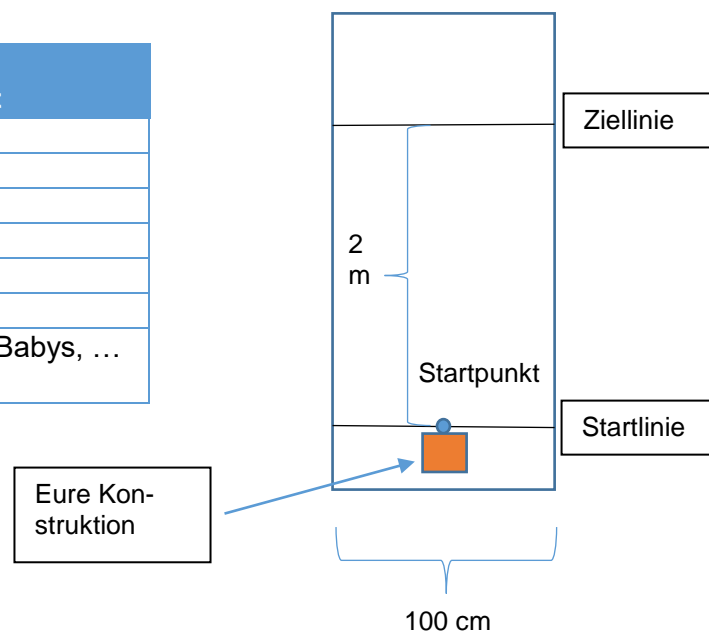 :
Babys, …
Ziellinie
2
m
Startpunkt
Startlinie
Eure Kon-
struktion
100 cm